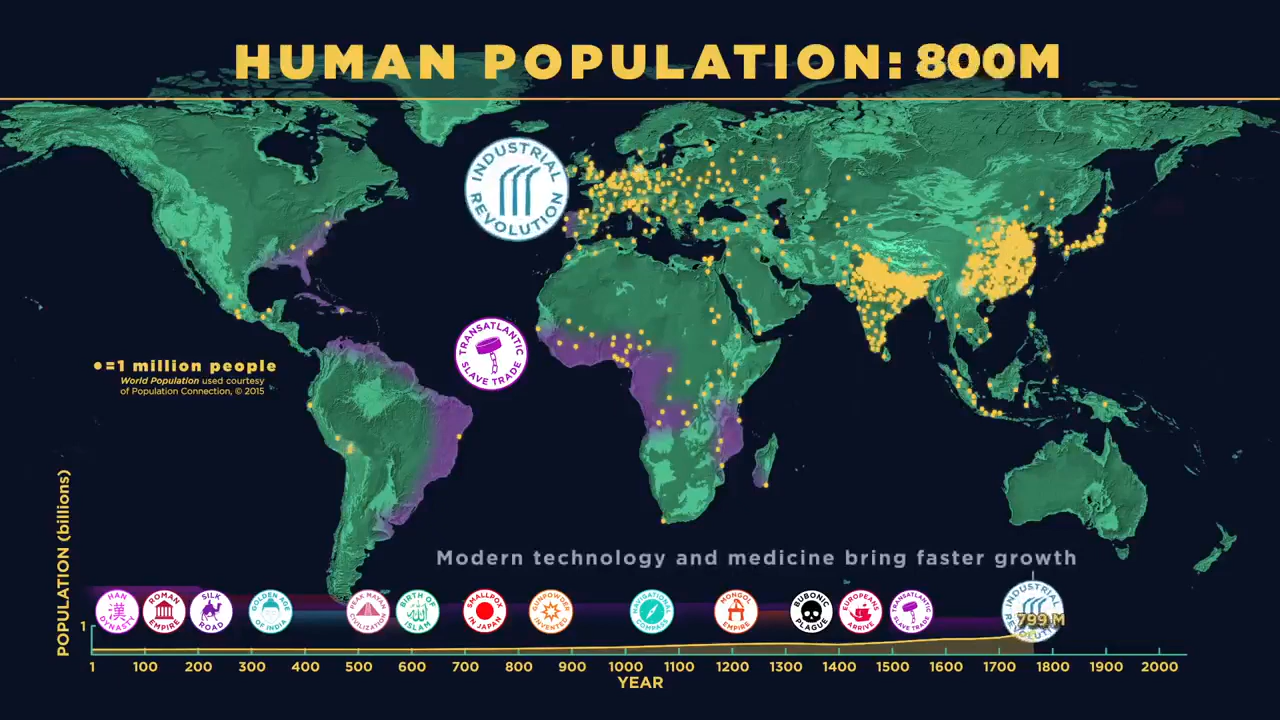 HUMAN POPULATION: 800M
INDUSTRIAL REVOLUTION
TRANSATLANTIC SLAVE TRADE
=1 million people
World Population used courtesy
of Population Connection, © 2015
Modern technology and medicine bring faster growth
POPULATION (billions)
HAN 漢 DYNASTY
ROMAN EMPIRE
SILK ROAD
GOLDEN AGE OF INDIA
PEAK MAYAN CIVILIZATION
BIRTH OF ISLAM
SMALLPOX IN JAPAN
GUNPOWDER INVENTED
NAVIGATIONAL COMPASS
MONGOL EMPIRE
BUBONIC PLAGUE
EUROPEANS ARRIVE
TRANSATLANTIC SLAVE TRADE
INDUSTRIAL REVOLUTION
799 M
1
1 100 200 300 400 500 600 700 800 900 1000 1100 1200 1300 1400 1500 1600 1700 1800 1900 2000
YEAR